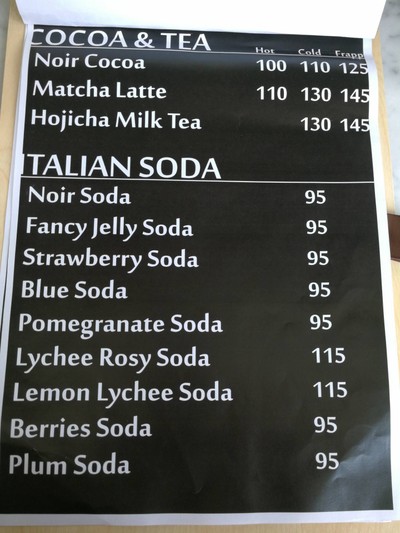 COCOA & TEA
Hot Cold Frapp
Noir Cocoa 100 110 125
Matcha Latte 110 130 145
Hojicha Milk Tea 130 145
ITALIAN SODA
Noir Soda 95
Fancy Jelly Soda 95
Strawberry Soda 95
Blue Soda 95
Pomegranate Soda 95
Lychee Rosy Soda 115
Lemon Lychee Soda 115
Berries Soda 95
Plum Soda 95